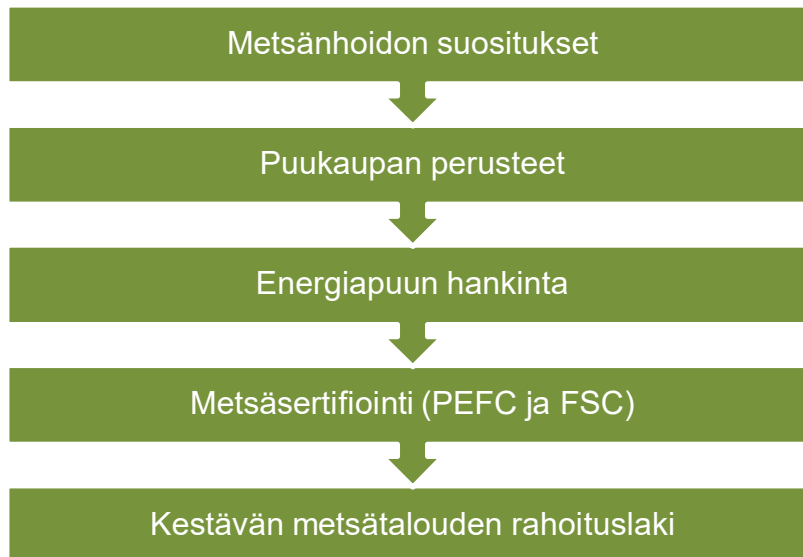 Metsänhoidon suositukset
Puukaupan perusteet
Energiapuun hankinta
Metsäsertifiointi (PEFC ja FSC)
Kestävän metsätalouden rahoituslaki